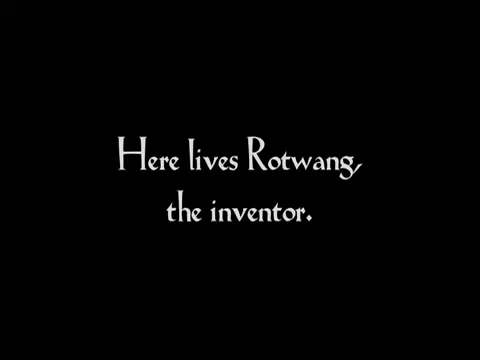 Here lives Rotwang,
the inventor.